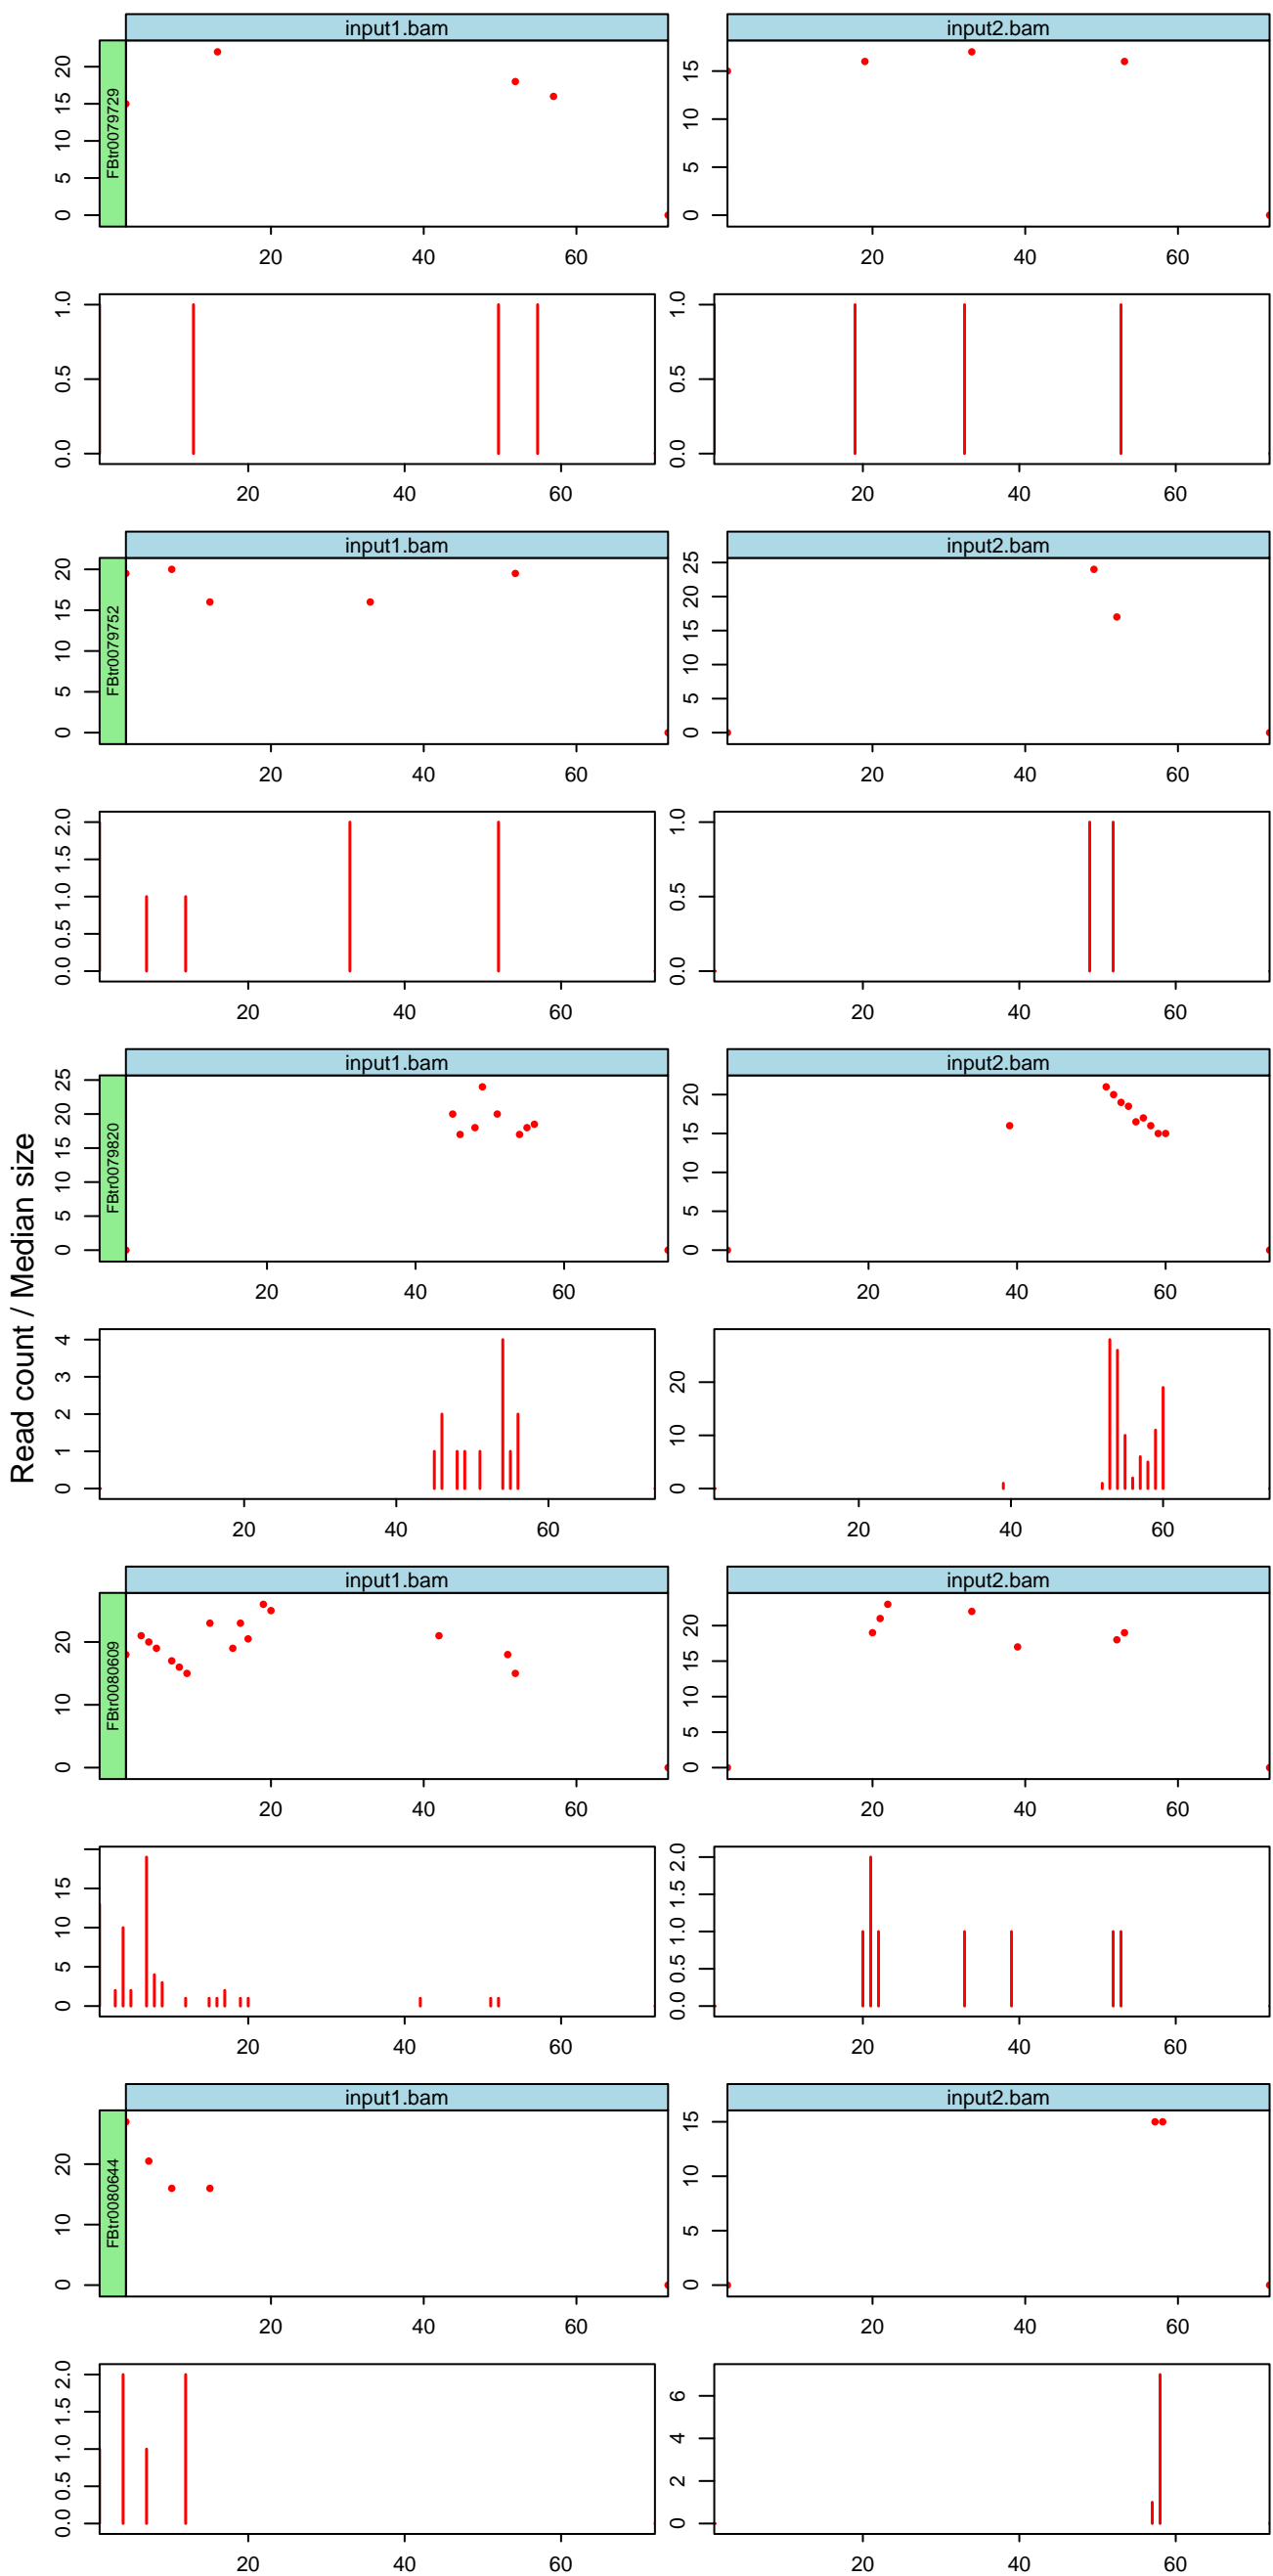 Read count / Median size
input1.bam input2.bam
FBtr0079729
0 5 10 15 20
0 5 10 15
20 40 60 20 40 60
0.0 0.5 1.0
0.0 0.5 1.0
20 40 60 20 40 60
input1.bam input2.bam
FBtr0079752
0 5 10 15 20
0 5 10 15 20 25
20 40 60 20 40 60
0.0 0.5 1.0 1.5 2.0
0.0 0.5 1.0
20 40 60 20 40 60
input1.bam input2.bam
FBtr0079820
0 5 10 15 20 25
0 5 10 15 20
20 40 60 20 40 60
0 1 2 3 4
0 10 20
20 40 60 20 40 60
input1.bam input2.bam
FBtr0080609
0 10 20
0 5 10 15 20
20 40 60 20 40 60
0 5 10 15
0.0 0.5 1.0 1.5 2.0
20 40 60 20 40 60
input1.bam input2.bam
FBtr0080644
0 10 20
0 5 10 15
20 40 60 20 40 60
0.0 0.5 1.0 1.5 2.0
0 2 4 6
20 40 60 20 40 60